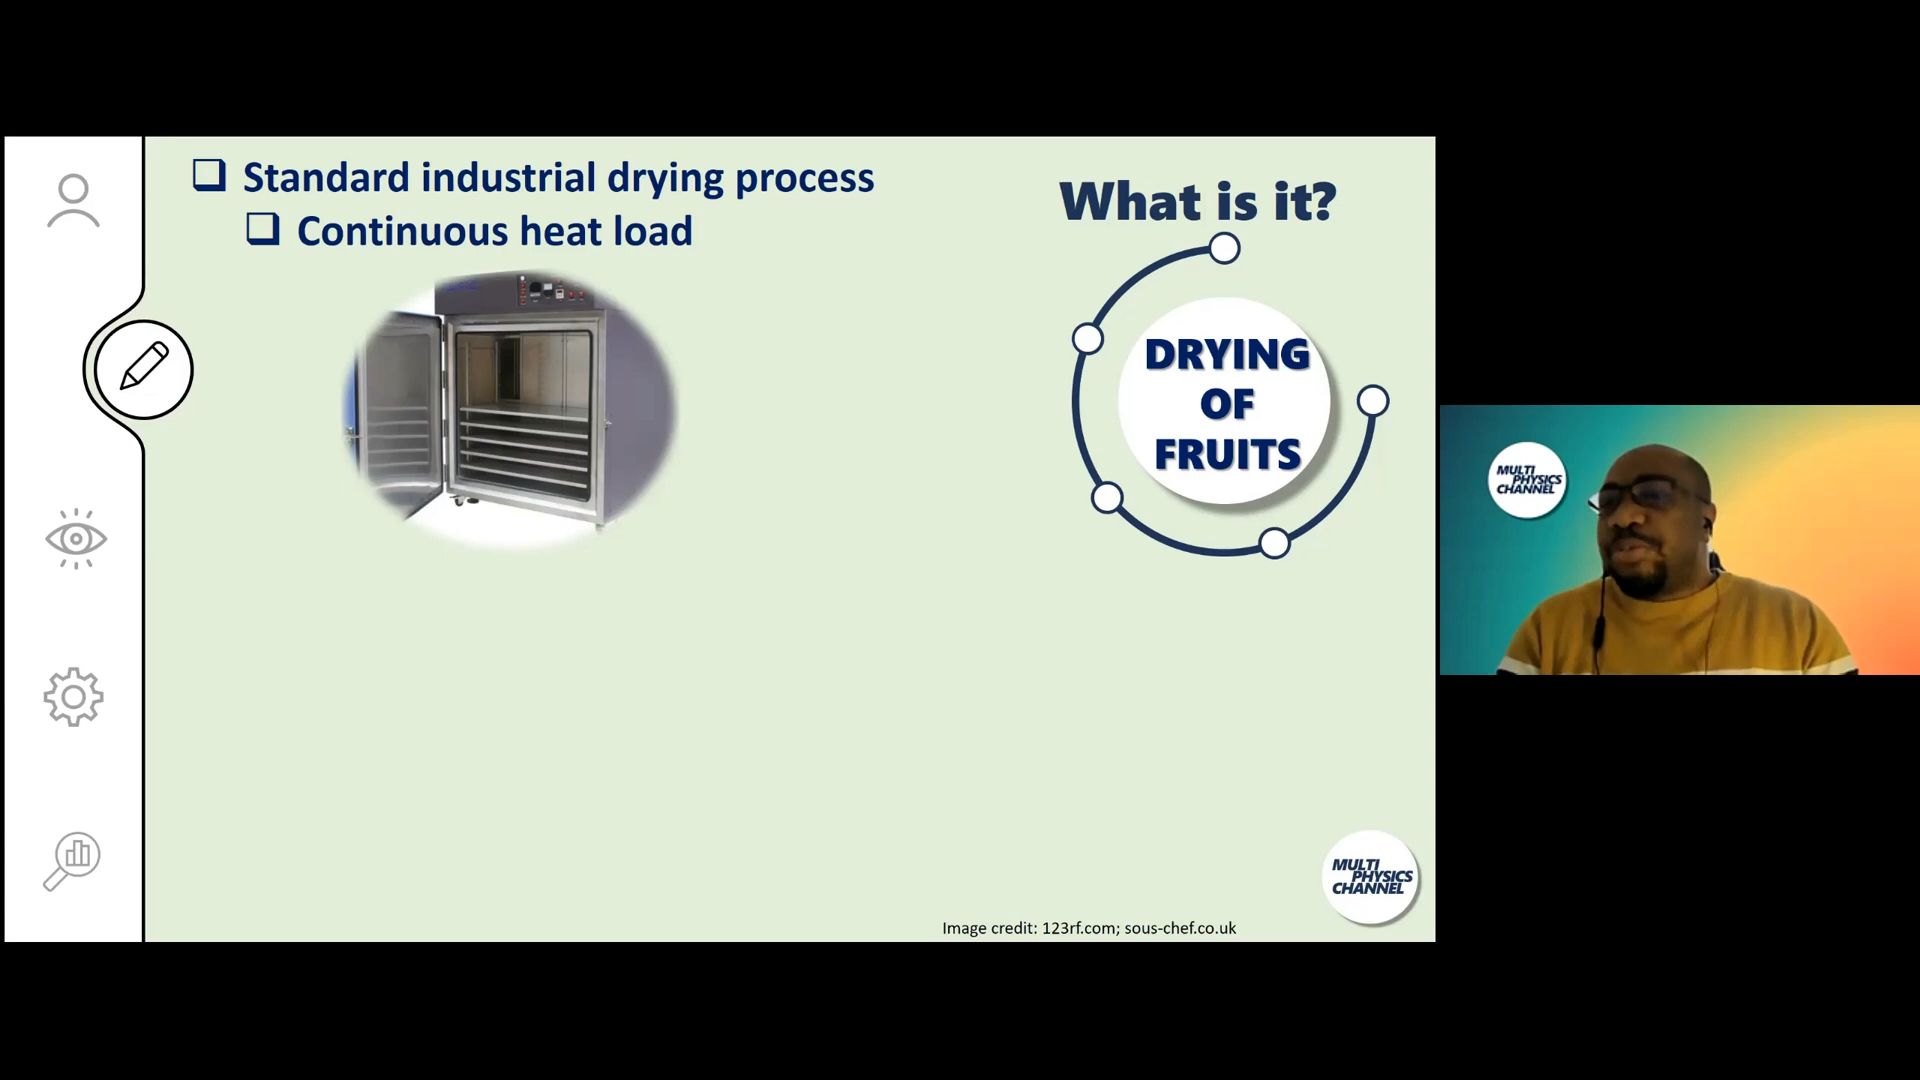 Standard industrial drying process
Continuous heat load
What is it?
DRYING
OF
FRUITS
MULTI
PHYSICS
CHANNEL
MULTI
PHYSICS
CHANNEL
Image credit: 123rf.com; sous-chef.co.uk